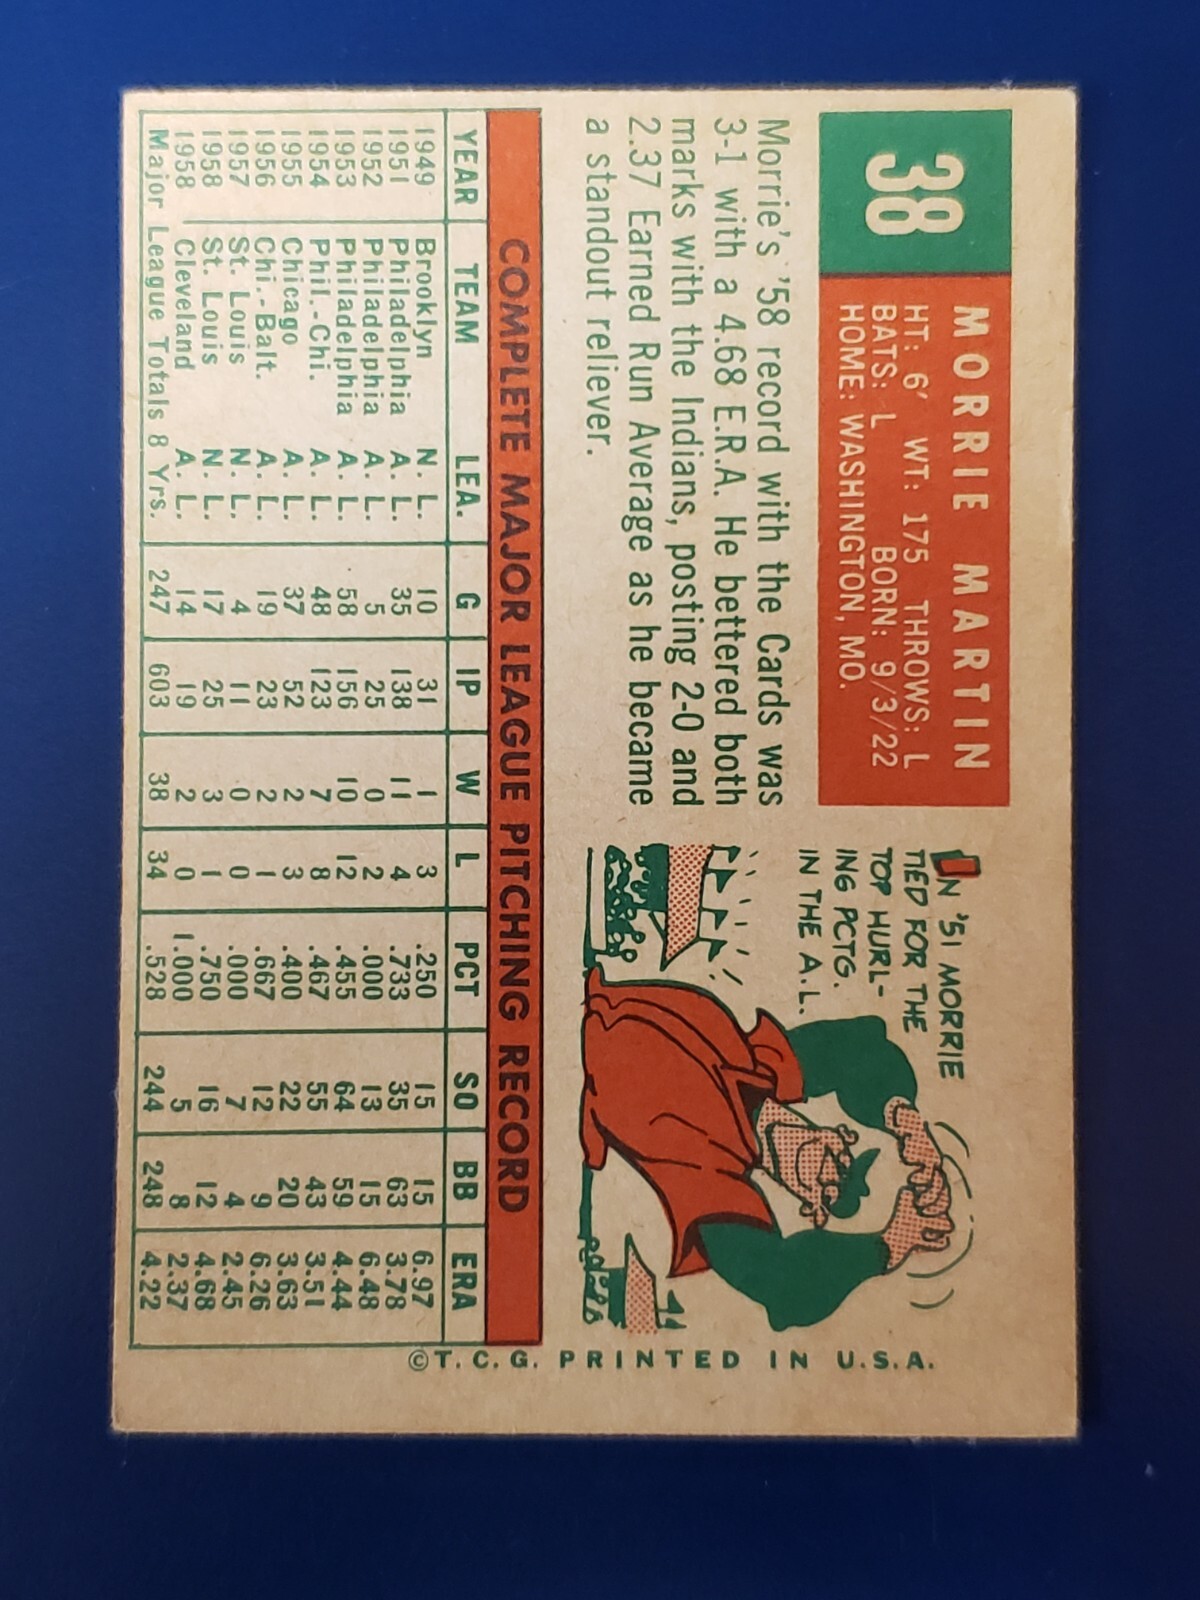 38
MORRIE MARTIN
HT: 6' WT: 175 THROWS: L
BATS: L BORN: 9/3/22
HOME: WASHINGTON, MO.
Morrie's '58 record with the Cards was
3-1 with a 4.68 E.R.A. He bettered both
marks with the Indians, posting 2-0 and
2.37 Earned Run Average as he became
a standout reliever.
IN '51 MORRIE
TIED FOR THE
TOP HURL-
ING PCTG.
IN THE A.L.
COMPLETE MAJOR LEAGUE PITCHING RECORD
YEAR TEAM LEA. G IP W L PCT SO BB ERA
1949 Brooklyn N. L. 10 31 1 3 .250 15 15 6.97
1951 Philadelphia A. L. 35 138 11 4 .733 35 63 3.78
1952 Philadelphia A. L. 5 25 0 2 .000 13 15 6.48
1953 Philadelphia A. L. 58 156 10 12 .455 64 59 4.44
1954 Phil.-Chi. A. L. 48 123 7 8 .467 55 43 3.51
1955 Chicago A. L. 37 52 2 3 .400 22 20 3.63
1956 Chi.-Balt. A. L. 19 23 2 1 .667 12 9 6.26
1957 St. Louis N. L. 4 11 0 0 .000 7 4 2.45
1958 St. Louis N. L. 17 25 3 1 .750 16 12 4.68
1958 Cleveland A. L. 14 19 2 0 1.000 5 8 2.37
Major League Totals 8 Yrs. 247 603 38 34 .528 244 248 4.22
©T.C.G. PRINTED IN U.S.A.